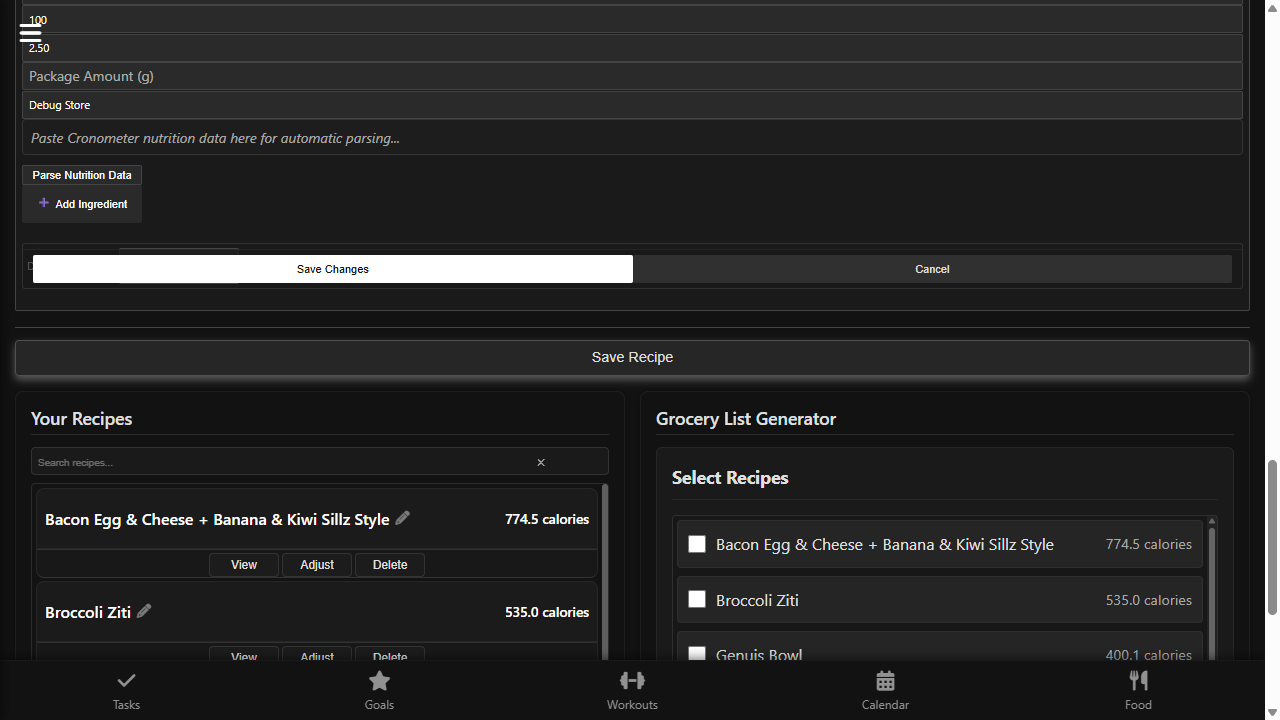 100
2.50
Package Amount (g)
Debug Store
Paste Cronometer nutrition data here for automatic parsing...
Parse Nutrition Data
+ Add Ingredient
Save Changes
Cancel
Save Recipe
Your Recipes
Search recipes...
×
Bacon Egg & Cheese + Banana & Kiwi Sillz Style
774.5 calories
View
Adjust
Delete
Broccoli Ziti
535.0 calories
View
Adjust
Delete
Grocery List Generator
Select Recipes
Bacon Egg & Cheese + Banana & Kiwi Sillz Style
774.5 calories
Broccoli Ziti
535.0 calories
Genuis Bowl
400.1 calories
Tasks
Goals
Workouts
Calendar
Food